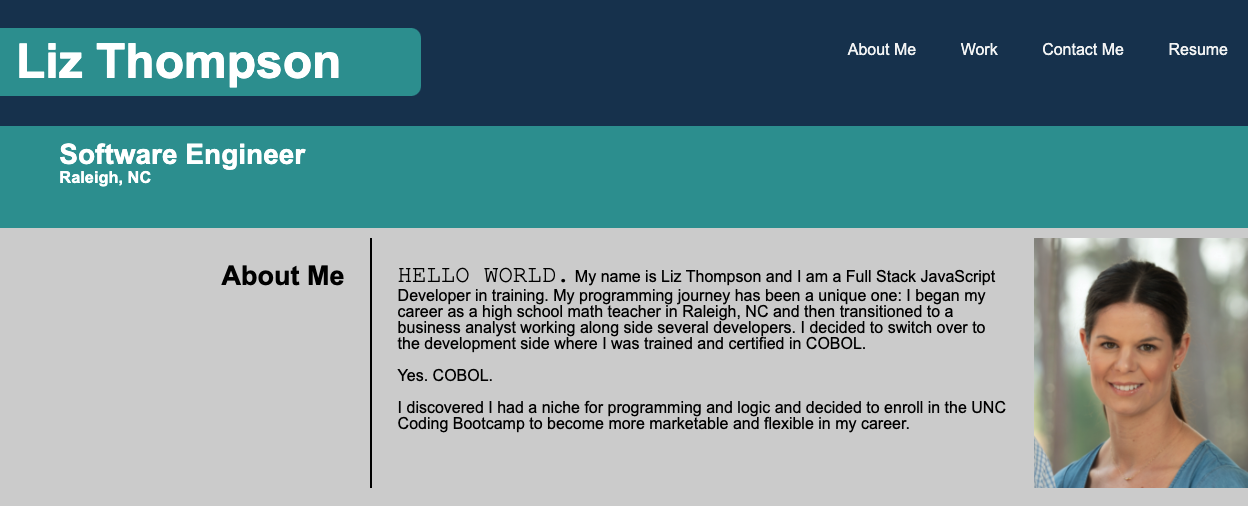 Liz Thompson
About Me Work Contact Me Resume
Software Engineer
Raleigh, NC
About Me
HELLO WORLD. My name is Liz Thompson and I am a Full Stack JavaScript
Developer in training. My programming journey has been a unique one: I began my
career as a high school math teacher in Raleigh, NC and then transitioned to a
business analyst working along side several developers. I decided to switch over to
the development side where I was trained and certified in COBOL.
Yes. COBOL.
I discovered I had a niche for programming and logic and decided to enroll in the UNC
Coding Bootcamp to become more marketable and flexible in my career.